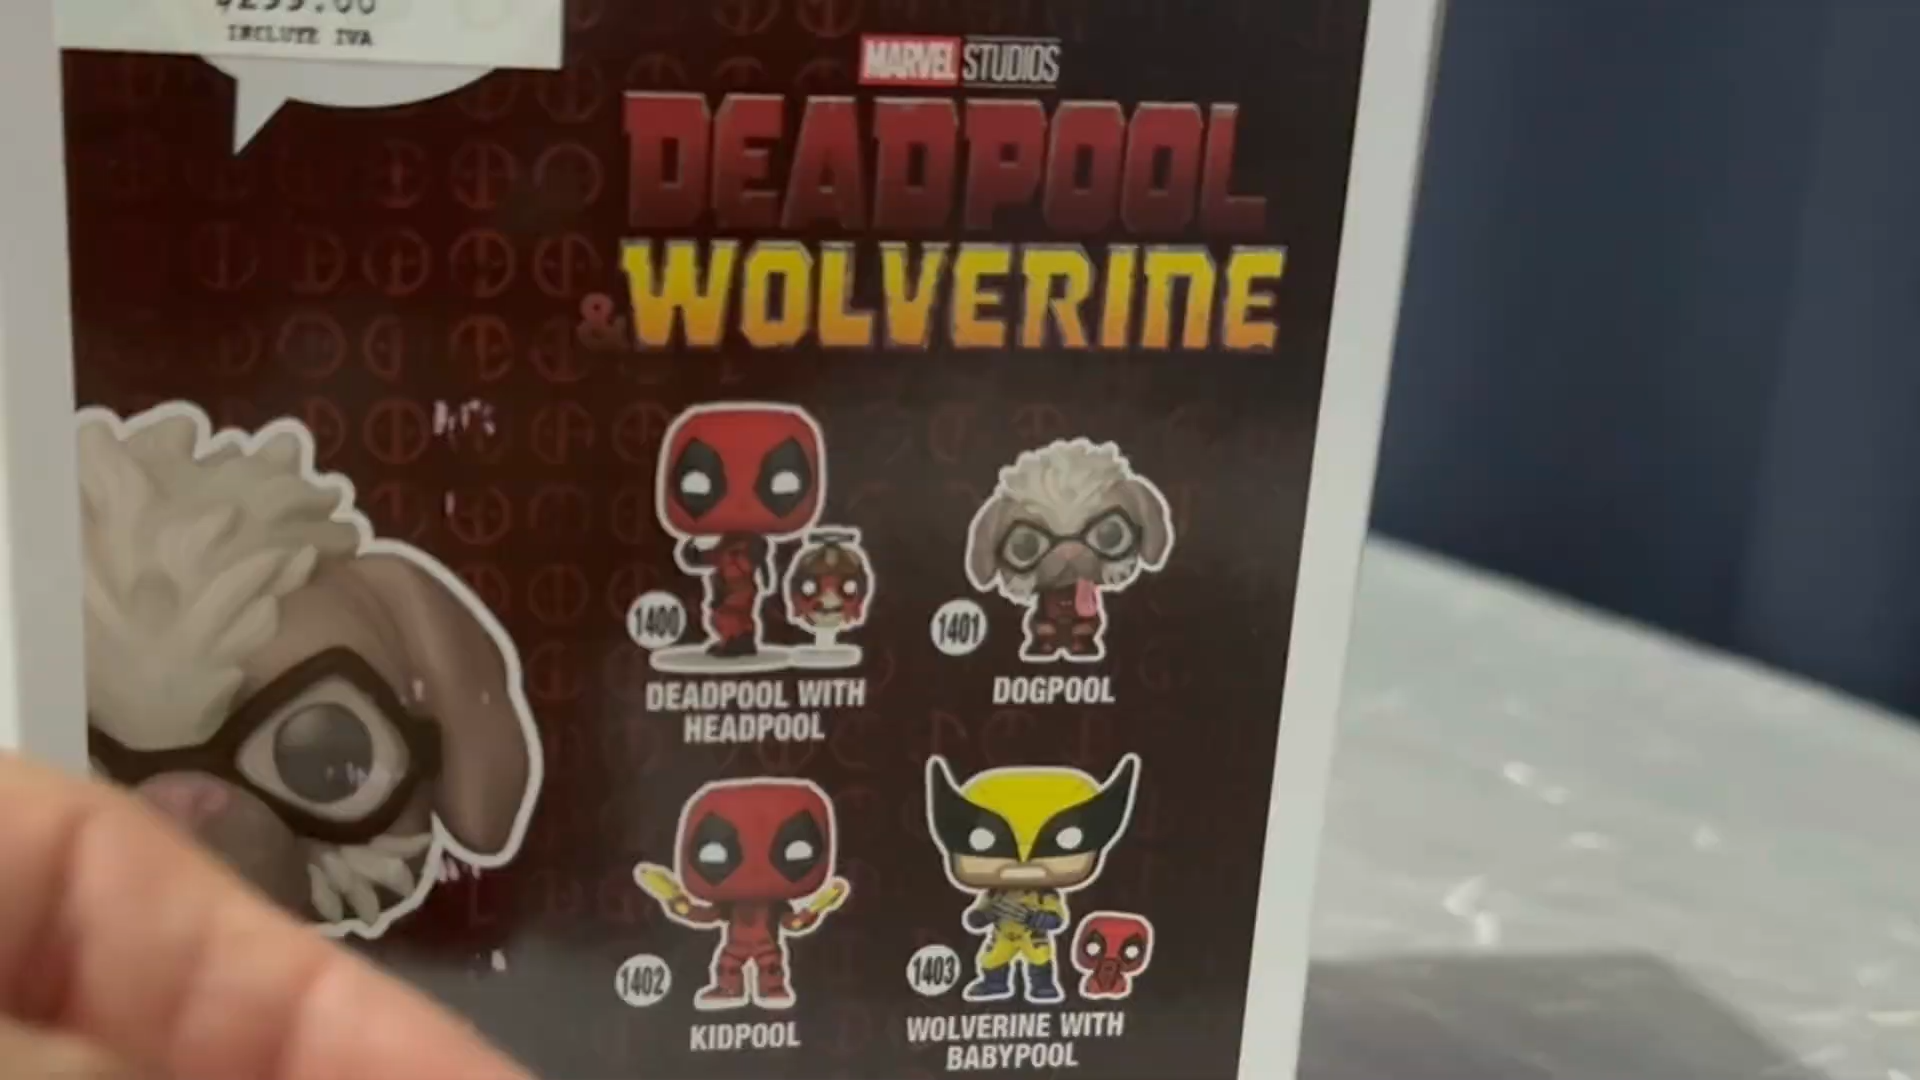 INCLUYE IVA
MARVEL STUDIOS
DEADPOOL
& WOLVERINE
1400
DEADPOOL WITH
HEADPOOL
1401
DOGPOOL
1402
KIDPOOL
1403
WOLVERINE WITH
BABYPOOL